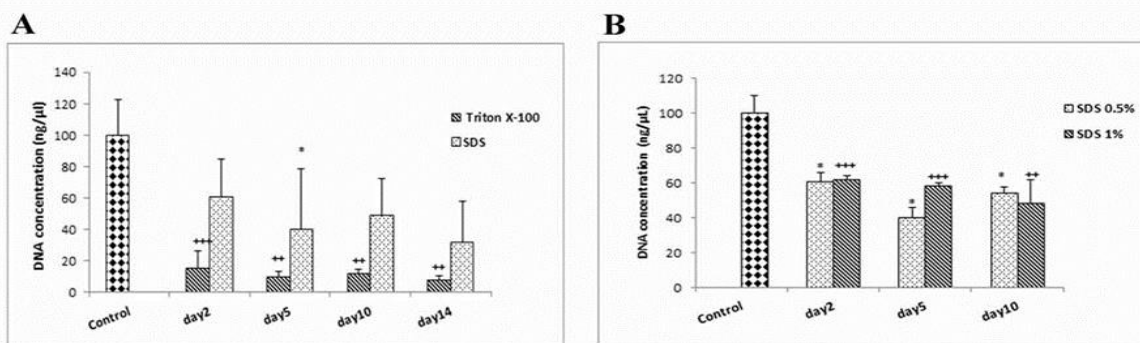 A
DNA concentration (ng/µl)
140
120
100
80
60
40
20
0
Triton X-100
SDS
*
+++
++
++
++
Control
day2
day5
day10
day14
B
DNA concentration (ng/µL)
120
100
80
60
40
20
0
SDS 0.5%
SDS 1%
*
+++
*
+++
*
++
Control
day2
day5
day10